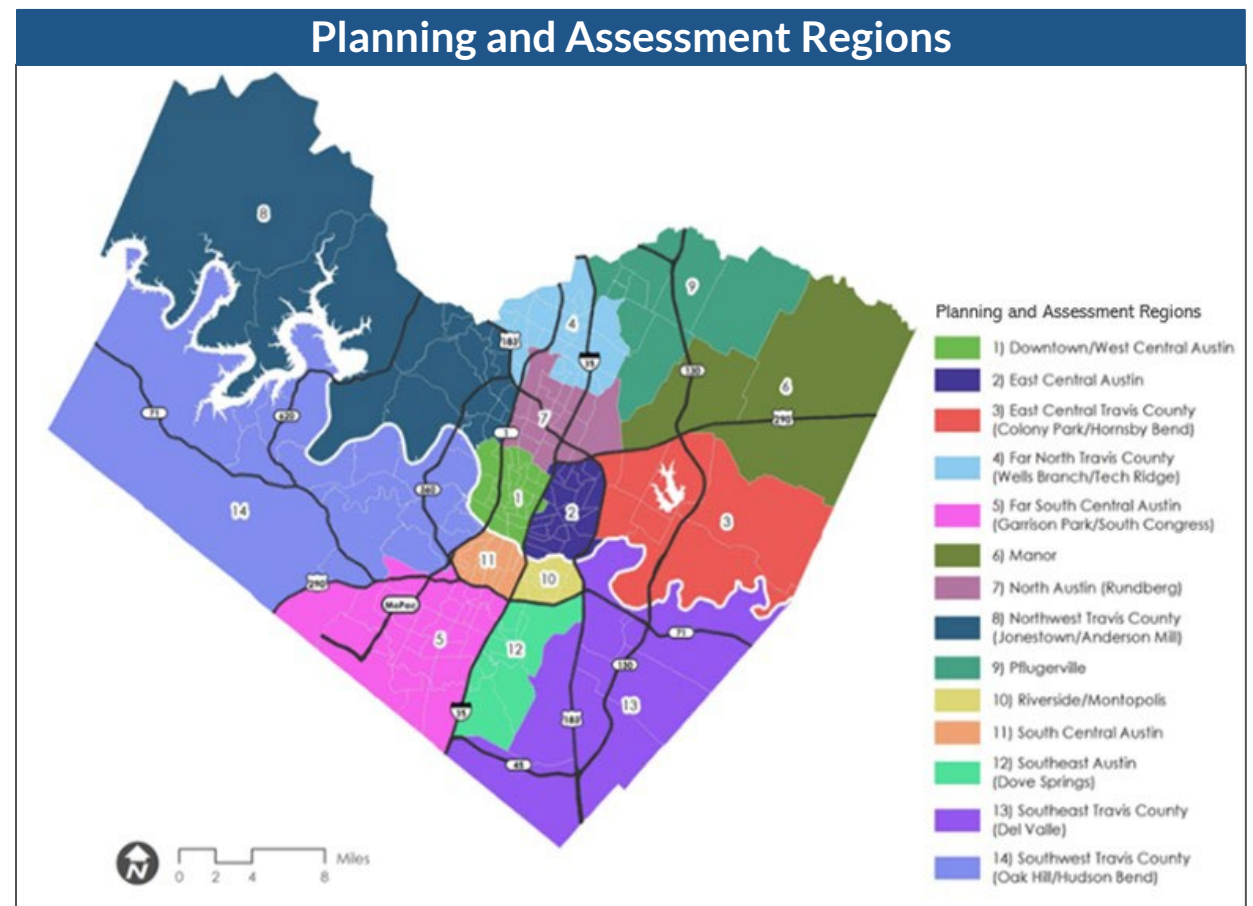 Planning and Assessment Regions
8
9
4
183
35
130
6
7
290
71
620
1
360
1
2
3
14
11
10
290
MoPac
5
12
71
130
13
35
183
45
N
Miles
0 2 4 8
Planning and Assessment Regions
1) Downtown/West Central Austin
2) East Central Austin
3) East Central Travis County
(Colony Park/Hornsby Bend)
4) Far North Travis County
(Wells Branch/Tech Ridge)
5) Far South Central Austin
(Garrison Park/South Congress)
6) Manor
7) North Austin (Rundberg)
8) Northwest Travis County
(Jonestown/Anderson Mill)
9) Pflugerville
10) Riverside/Montopolis
11) South Central Austin
12) Southeast Austin
(Dove Springs)
13) Southeast Travis County
(Del Valle)
14) Southwest Travis County
(Oak Hill/Hudson Bend)